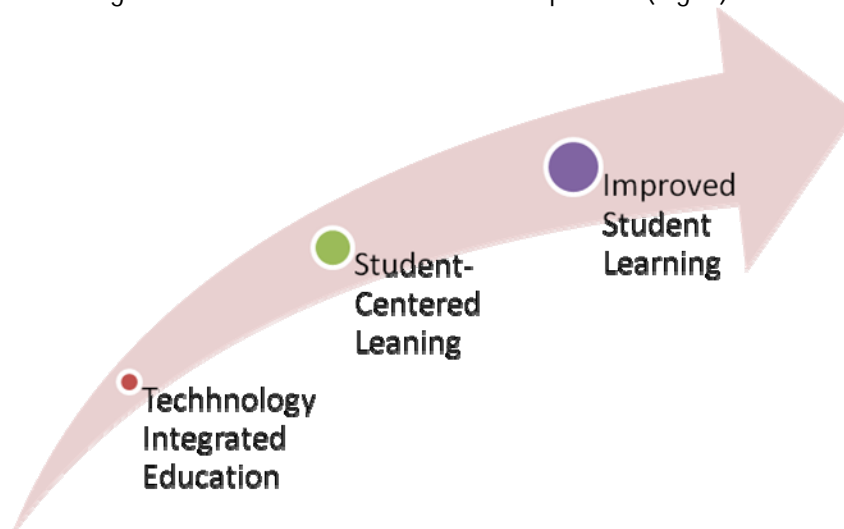 Improved
Student
Learning
Student-
Centered
Leaning
Techhnology
Integrated
Education